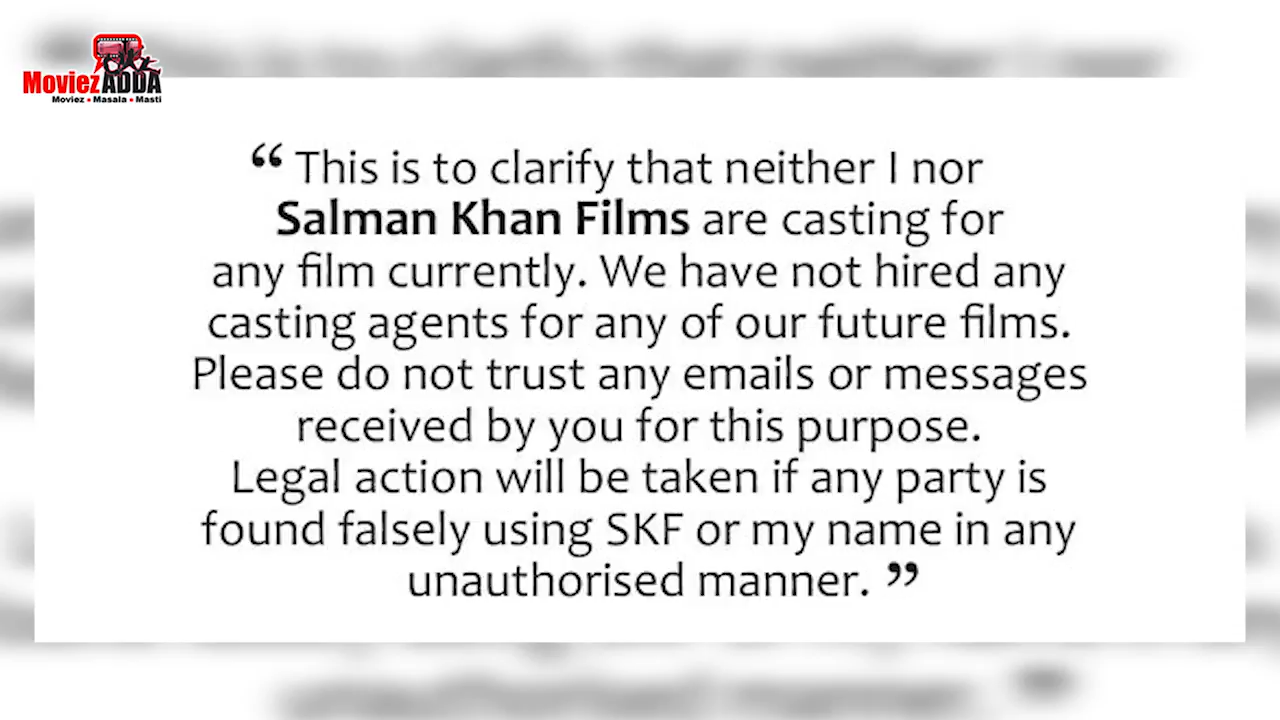 MoviezADDA
Moviez • Masala • Masti
“ This is to clarify that neither I nor
Salman Khan Films are casting for
any film currently. We have not hired any
casting agents for any of our future films.
Please do not trust any emails or messages
received by you for this purpose.
Legal action will be taken if any party is
found falsely using SKF or my name in any
unauthorised manner. ”